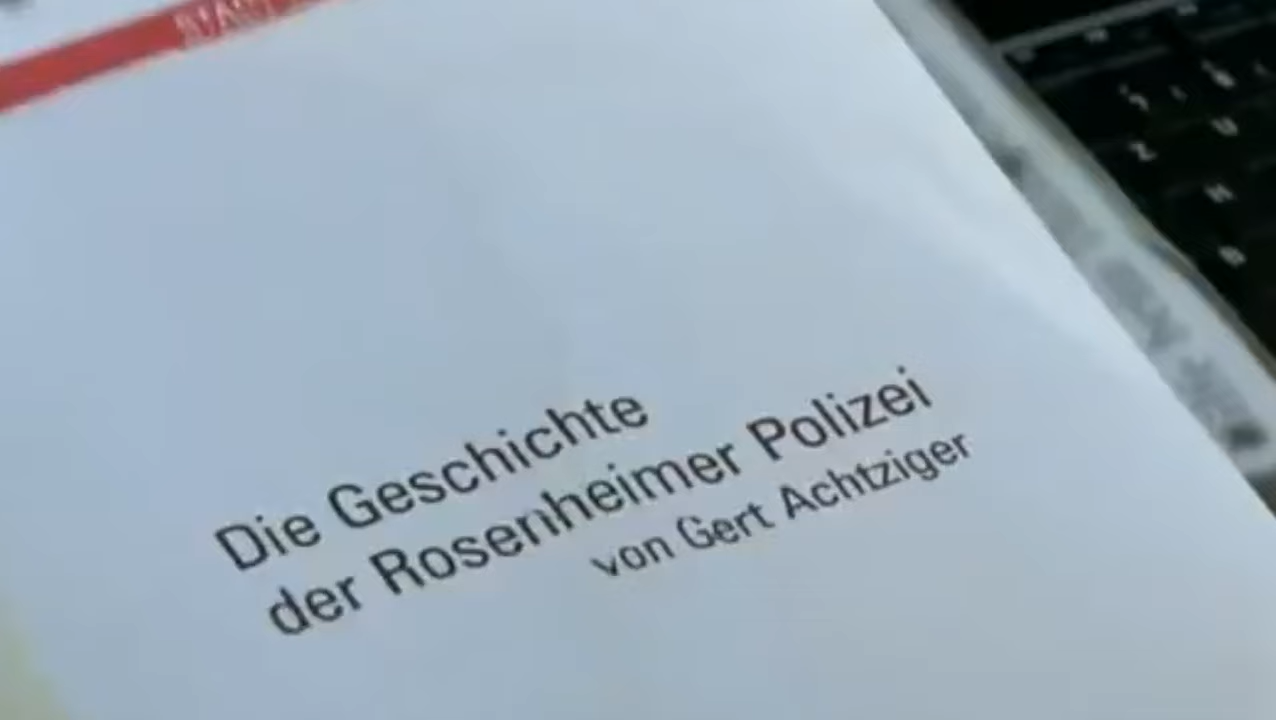 Die Geschichte
der Rosenheimer Polizei
von Gert Achtziger